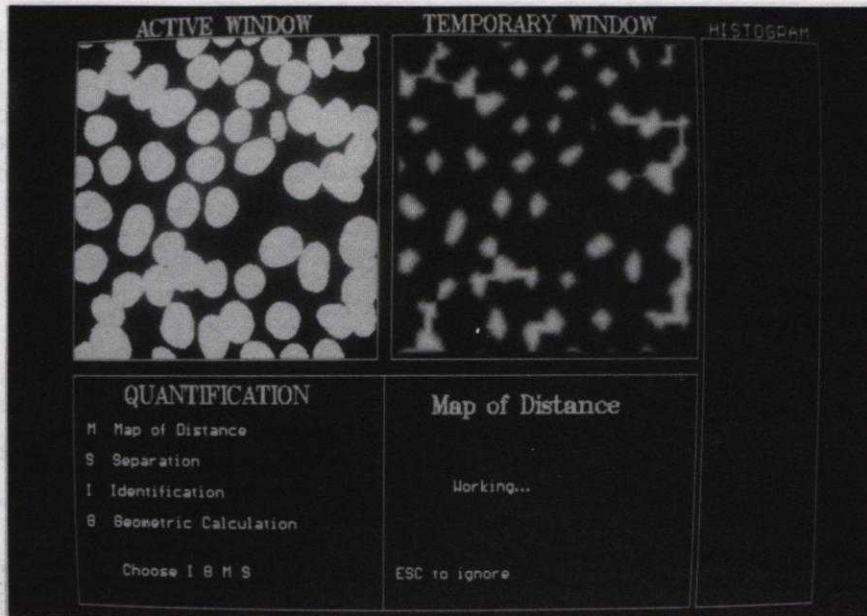 ACTIVE WINDOW
TEMPORARY WINDOW
HISTOGRAM
QUANTIFICATION
M Map of Distance
S Separation
I Identification
G Geometric Calculation
Choose I G M S
Map of Distance
Working...
ESC to ignore